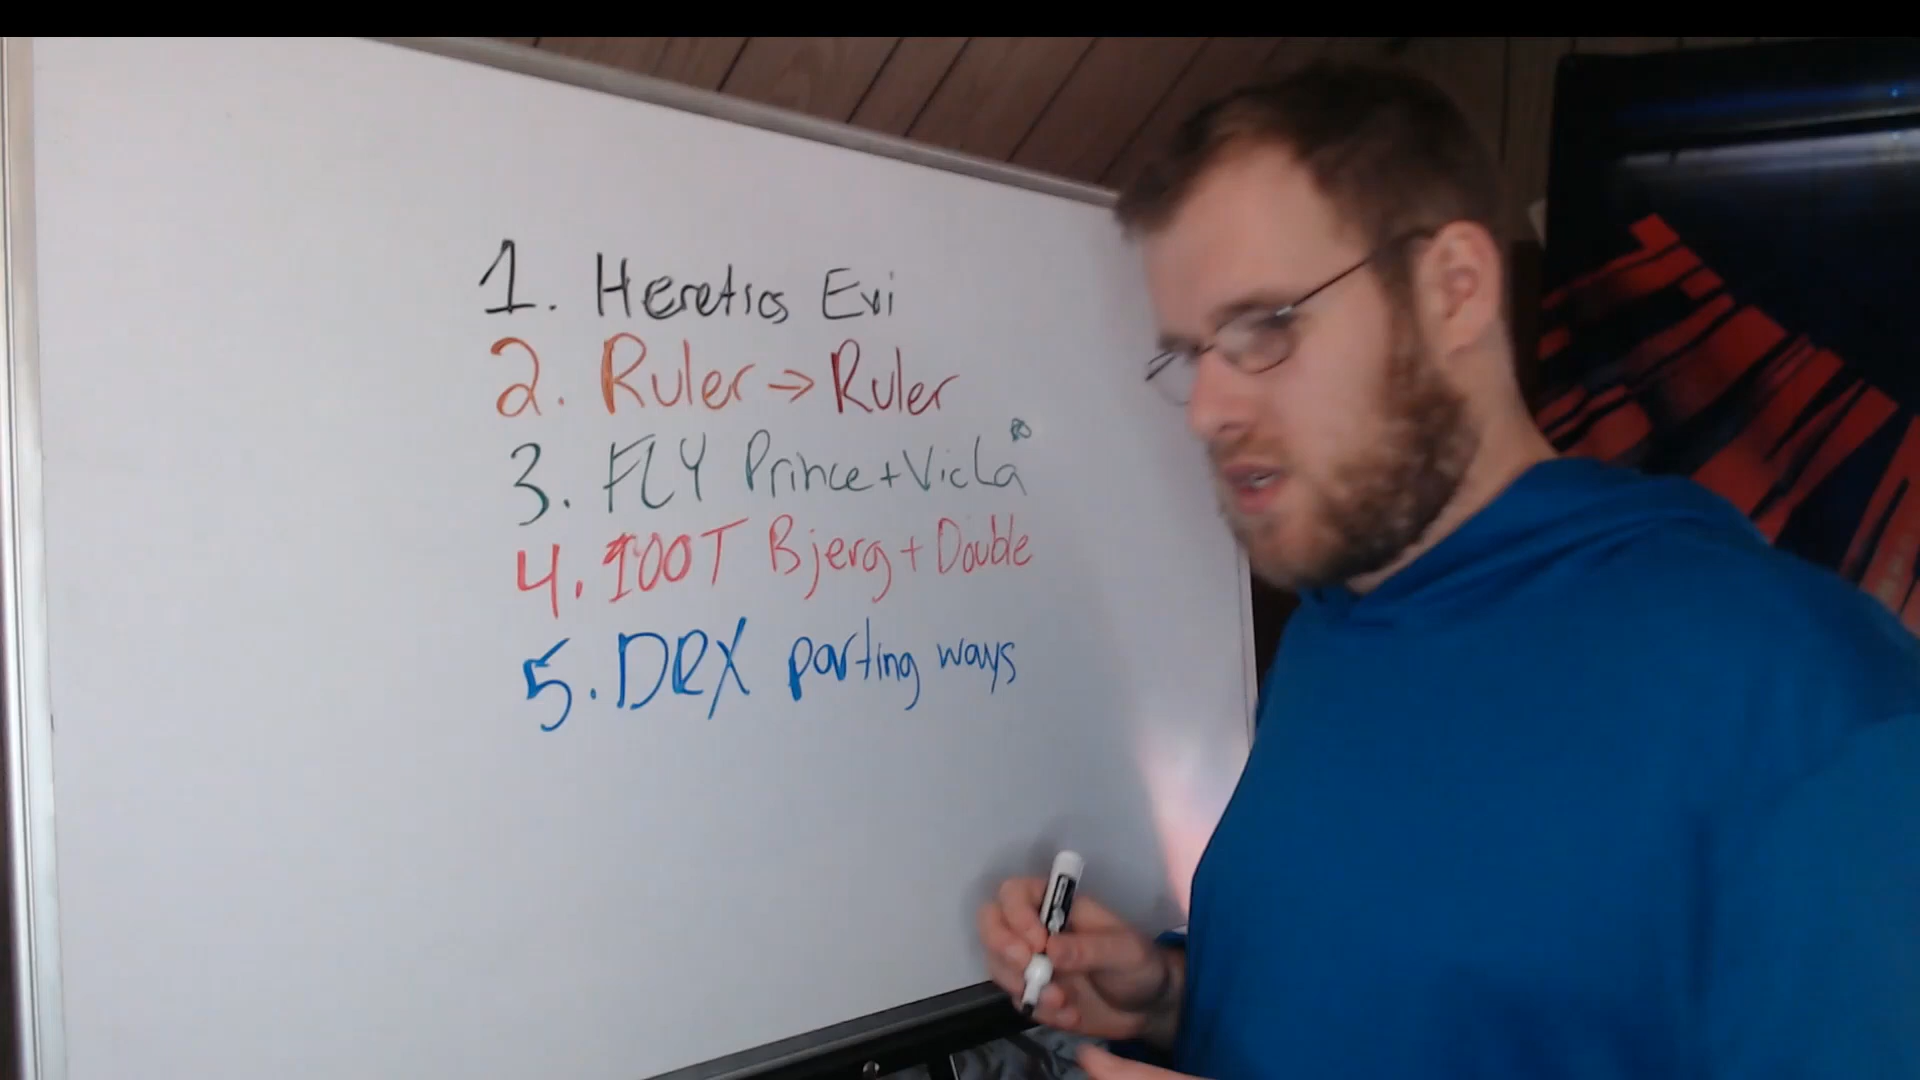 1. Heretics Evi
2. Ruler → Ruler
3. FLY Prince + Vicla
4. 100T Bjerg + Double
5. DRX parting ways